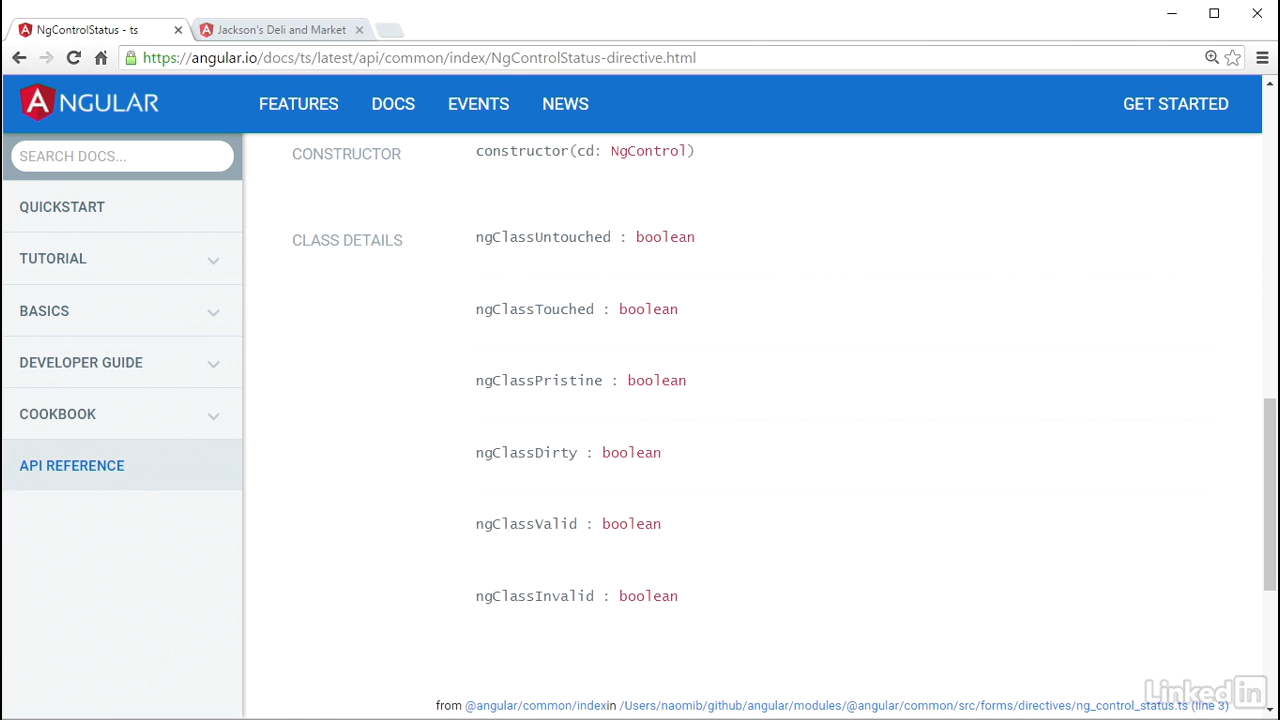 NgControlStatus - ts
Jackson's Deli and Market
https://angular.io/docs/ts/latest/api/common/index/NgControlStatus-directive.html
ANGULAR
FEATURES DOCS EVENTS NEWS GET STARTED
SEARCH DOCS...
QUICKSTART
TUTORIAL
BASICS
DEVELOPER GUIDE
COOKBOOK
API REFERENCE
CONSTRUCTOR
constructor(cd: NgControl)
CLASS DETAILS
ngClassUntouched : boolean
ngClassTouched : boolean
ngClassPristine : boolean
ngClassDirty : boolean
ngClassValid : boolean
ngClassInvalid : boolean
from @angular/common/indexin /Users/naomib/github/angular/modules/@angular/common/src/forms/directives/ng_control_status.ts (line 3)
Linked in